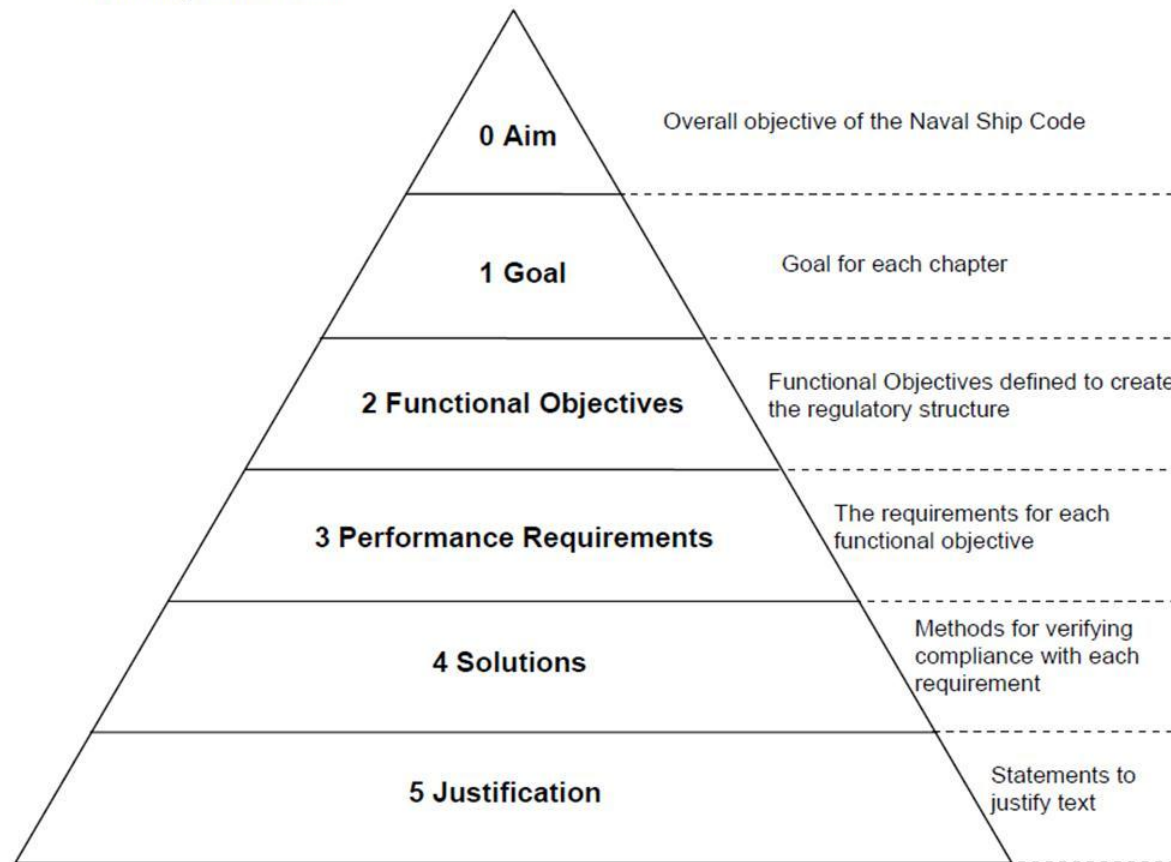 0 Aim
Overall objective of the Naval Ship Code
1 Goal
Goal for each chapter
2 Functional Objectives
Functional Objectives defined to create
the regulatory structure
3 Performance Requirements
The requirements for each
functional objective
4 Solutions
Methods for verifying
compliance with each
requirement
5 Justification
Statements to
justify text